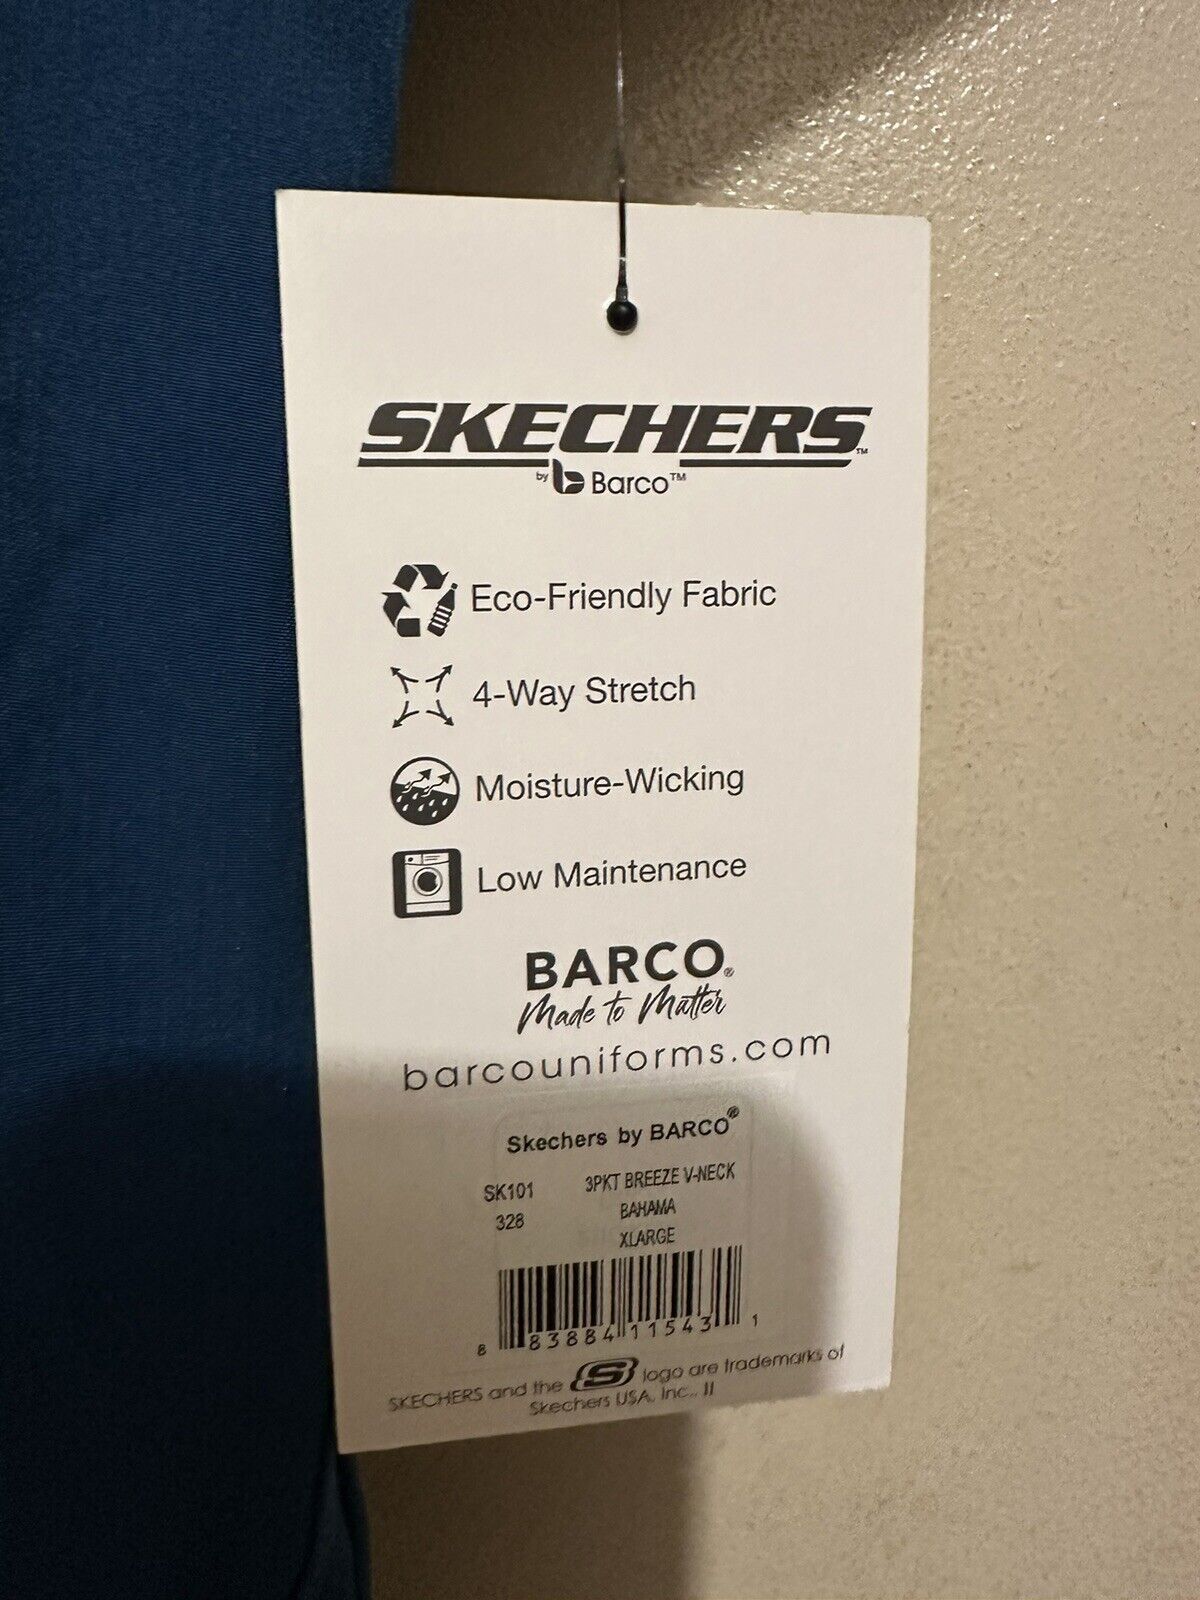 SKECHERS™
by Barco™
Eco-Friendly Fabric
4-Way Stretch
Moisture-Wicking
Low Maintenance
BARCO®
Made to Matter
barcouniforms.com
Skechers by BARCO®
SK101 3PKT BREEZE V-NECK
328 BAHAMA
XLARGE
8 83884 11543 1
SKECHERS and the S logo are trademarks of
Skechers USA, Inc., II